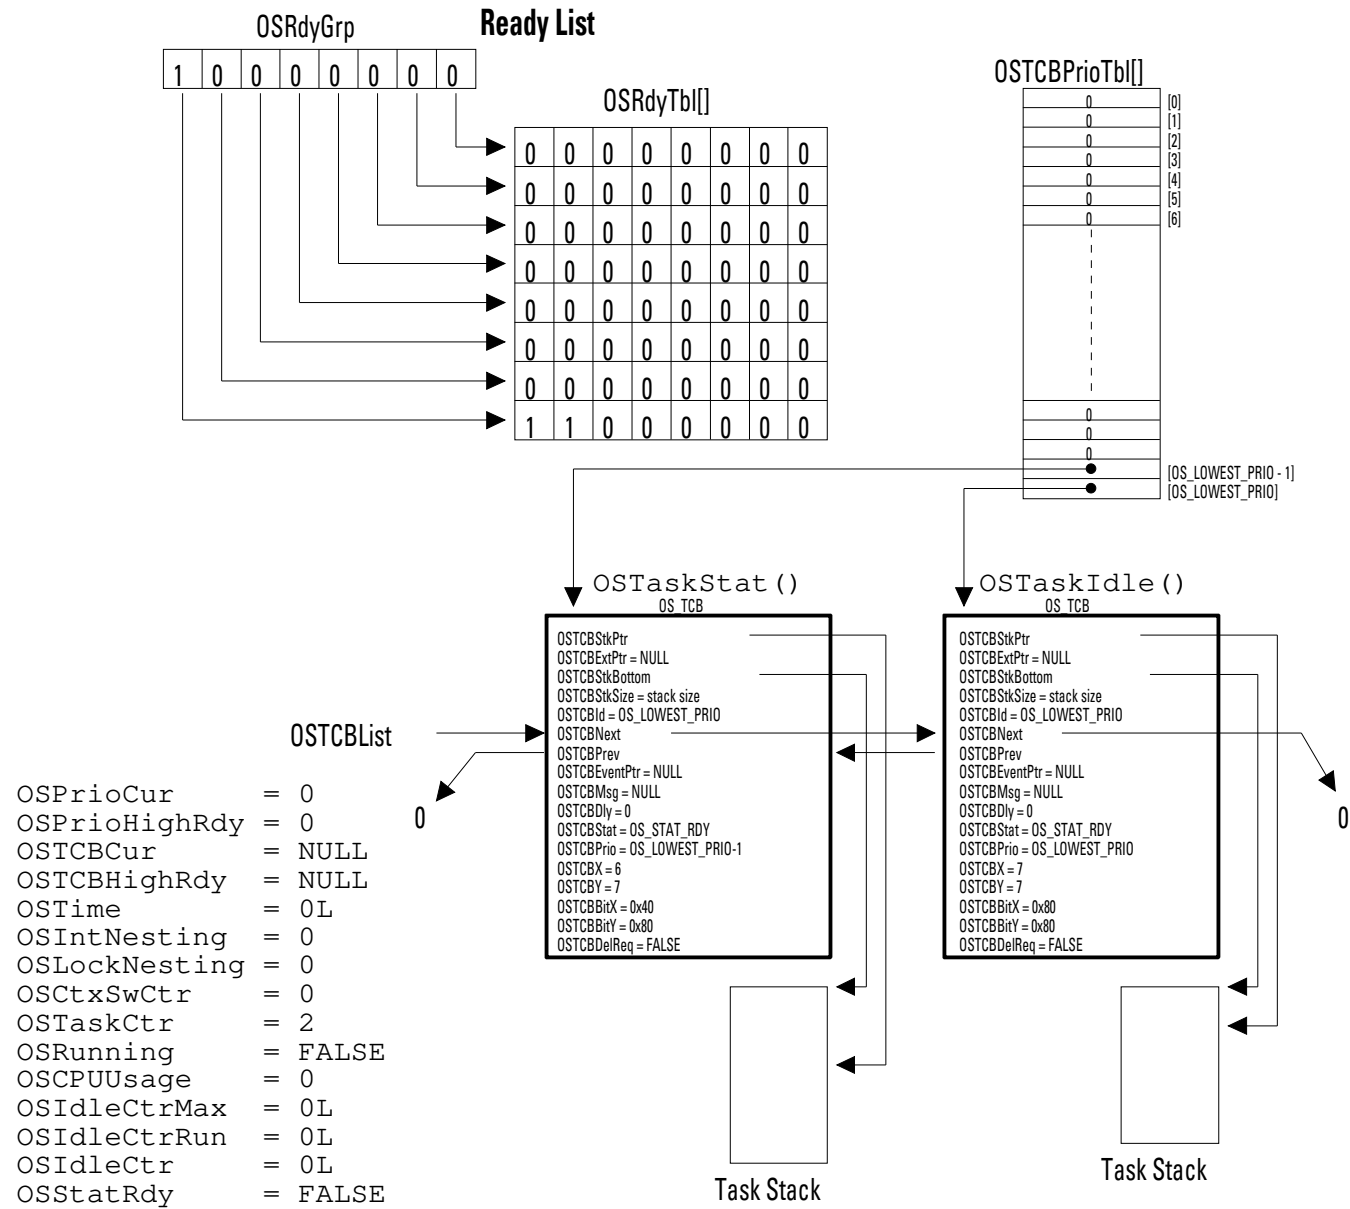 Ready List
OSRdyGrp
1 0 0 0 0 0 0 0
OSRdyTbl[]
0 0 0 0 0 0 0 0
0 0 0 0 0 0 0 0
0 0 0 0 0 0 0 0
0 0 0 0 0 0 0 0
0 0 0 0 0 0 0 0
0 0 0 0 0 0 0 0
0 0 0 0 0 0 0 0
1 1 0 0 0 0 0 0
OSTCBPrioTbl[]
0 [0]
0 [1]
0 [2]
0 [3]
0 [4]
0 [5]
0 [6]
0
0
0
[OS_LOWEST_PRIO - 1]
[OS_LOWEST_PRIO]
OSTaskStat()
OS_TCB
OSTCBStkPtr
OSTCBExtPtr = NULL
OSTCBStkBottom
OSTCBStkSize = stack size
OSTCBId = OS_LOWEST_PRIO
OSTCBNext
OSTCBPrev
OSTCBEventPtr = NULL
OSTCBMsg = NULL
OSTCBDly = 0
OSTCBStat = OS_STAT_RDY
OSTCBPrio = OS_LOWEST_PRIO-1
OSTCBX = 6
OSTCBY = 7
OSTCBBitX = 0x40
OSTCBBitY = 0x80
OSTCBDelReq = FALSE
Task Stack
OSTaskIdle()
OS_TCB
OSTCBStkPtr
OSTCBExtPtr = NULL
OSTCBStkBottom
OSTCBStkSize = stack size
OSTCBId = OS_LOWEST_PRIO
OSTCBNext
OSTCBPrev
OSTCBEventPtr = NULL
OSTCBMsg = NULL
OSTCBDly = 0
OSTCBStat = OS_STAT_RDY
OSTCBPrio = OS_LOWEST_PRIO
OSTCBX = 7
OSTCBY = 7
OSTCBBitX = 0x80
OSTCBBitY = 0x80
OSTCBDelReq = FALSE
Task Stack
0
OSTCBList
0
OSPrioCur = 0
OSPrioHighRdy = 0
OSTCBCur = NULL
OSTCBHighRdy = NULL
OSTime = 0L
OSIntNesting = 0
OSLockNesting = 0
OSCtxSwCtr = 0
OSTaskCtr = 2
OSRunning = FALSE
OSCPUUsage = 0
OSIdleCtrMax = 0L
OSIdleCtrRun = 0L
OSIdleCtr = 0L
OSStatRdy = FALSE